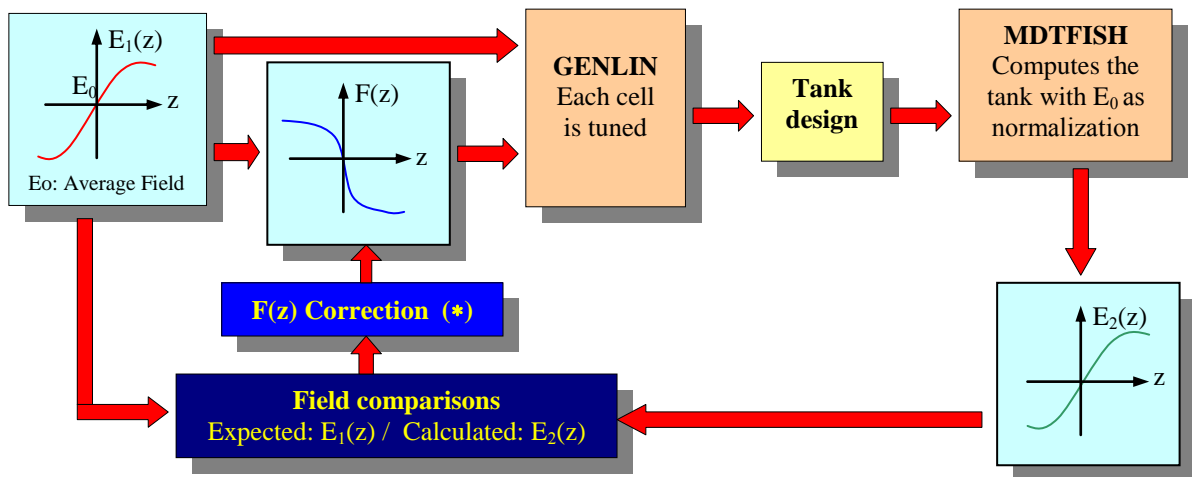 E₁(z)
E₀
z
Eo: Average Field
F(z)
z
GENLIN
Each cell
is tuned
Tank
design
MDTFISH
Computes the
tank with E₀ as
normalization
E₂(z)
z
F(z) Correction (*)
Field comparisons
Expected: E₁(z) / Calculated: E₂(z)